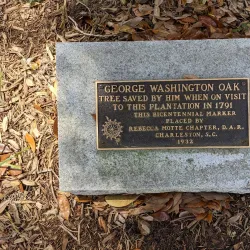 GEORGE WASHINGTON OAK
TREE SAVED BY HIM WHEN ON VISIT
TO THIS PLANTATION IN 1791
THIS BICENTENNIAL MARKER
PLACED BY
REBECCA MOTTE CHAPTER, D.A.R.
CHARLESTON, S.C.
1932